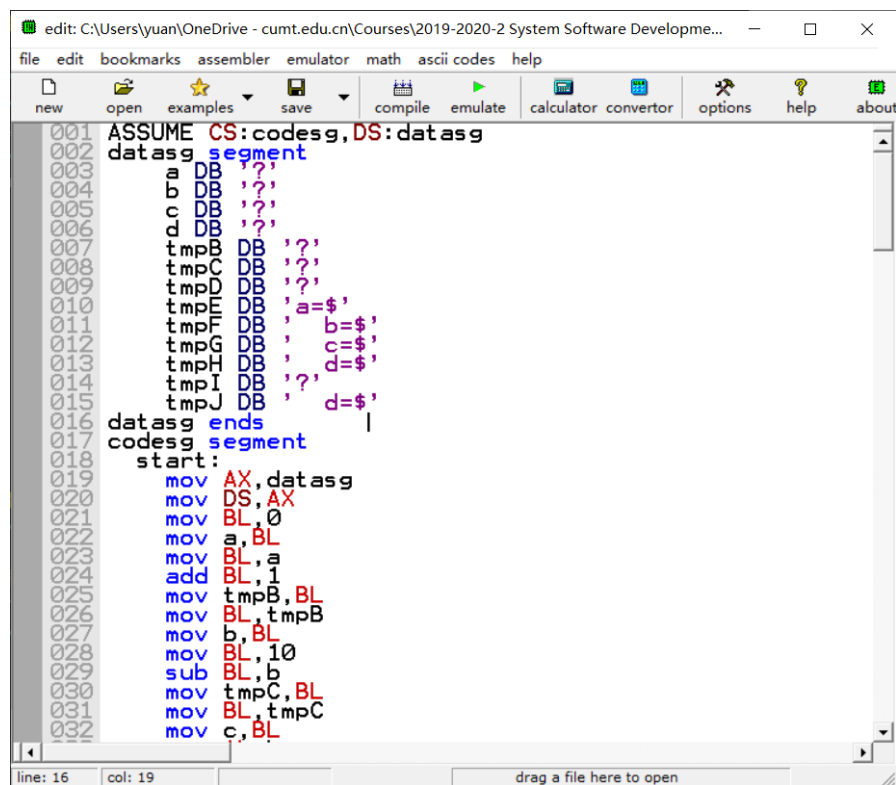 edit: C:\Users\yuan\OneDrive - cumt.edu.cn\Courses\2019-2020-2 System Software Developme...
file edit bookmarks assembler emulator math ascii codes help
new open examples save compile emulate calculator convertor options help about
001 ASSUME CS:codesg,DS:datasg
002 datasg segment
003 a DB '?'
004 b DB '?'
005 c DB '?'
006 d DB '?'
007 tmpB DB '?'
008 tmpC DB '?'
009 tmpD DB '?'
010 tmpE DB 'a=$'
011 tmpF DB '  b=$'
012 tmpG DB '  c=$'
013 tmpH DB '  d=$'
014 tmpI DB '?'
015 tmpJ DB '  d=$'
016 datasg ends
017 codesg segment
018 start:
019 mov AX,datasg
020 mov DS,AX
021 mov BL,0
022 mov a,BL
023 mov BL,a
024 add BL,1
025 mov tmpB,BL
026 mov BL,tmpB
027 mov b,BL
028 mov BL,10
029 sub BL,b
030 mov tmpC,BL
031 mov BL,tmpC
032 mov c,BL
line: 16 col: 19 drag a file here to open